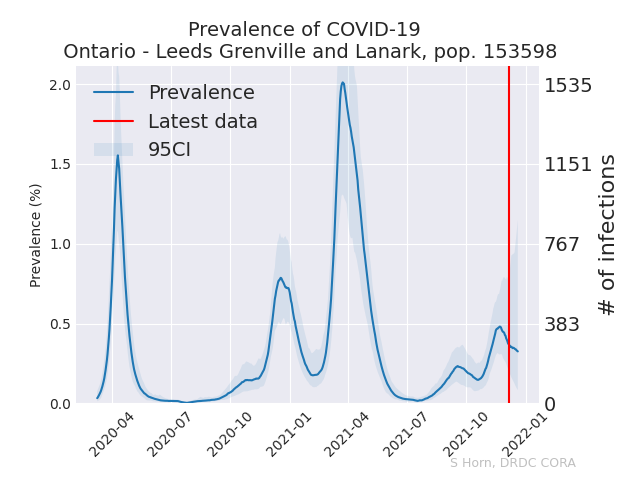 Prevalence of COVID-19
Ontario - Leeds Grenville and Lanark, pop. 153598
Prevalence
Latest data
95CI
Prevalence (%)
2.0
1.5
1.0
0.5
0.0
1535
1151
767
383
0
# of infections
2020-04
2020-07
2020-10
2021-01
2021-04
2021-07
2021-10
2022-01
S Horn, DRDC CORA